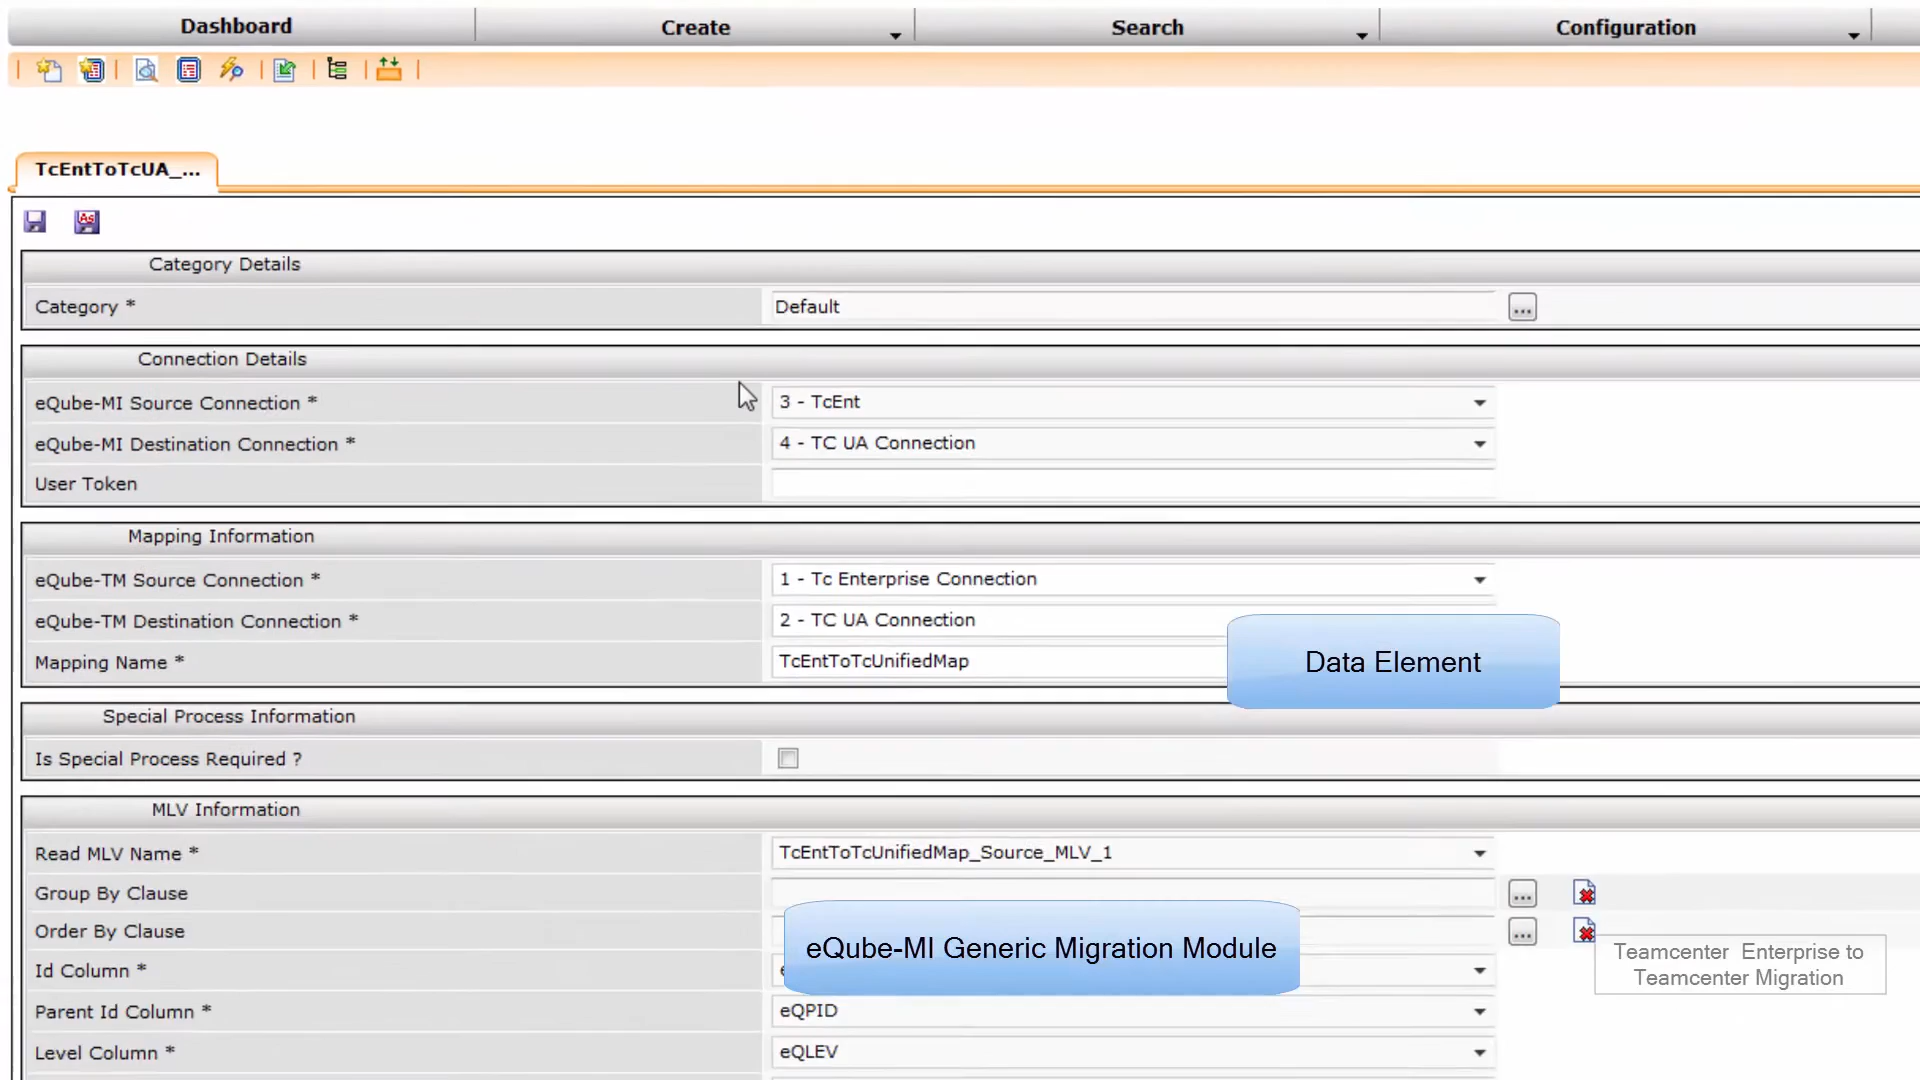 Dashboard
Create
Search
Configuration
TcEntToTcUA_...
As
Category Details
Category *
Default
...
Connection Details
eQube-MI Source Connection *
3 - TcEnt
eQube-MI Destination Connection *
4 - TC UA Connection
User Token
Mapping Information
eQube-TM Source Connection *
1 - Tc Enterprise Connection
eQube-TM Destination Connection *
2 - TC UA Connection
Mapping Name *
TcEntToTcUnifiedMap
Data Element
Special Process Information
Is Special Process Required ?
MLV Information
Read MLV Name *
TcEntToTcUnifiedMap_Source_MLV_1
Group By Clause
...
Order By Clause
...
eQube-MI Generic Migration Module
Teamcenter Enterprise to
Teamcenter Migration
Id Column *
Parent Id Column *
eQPID
Level Column *
eQLEV